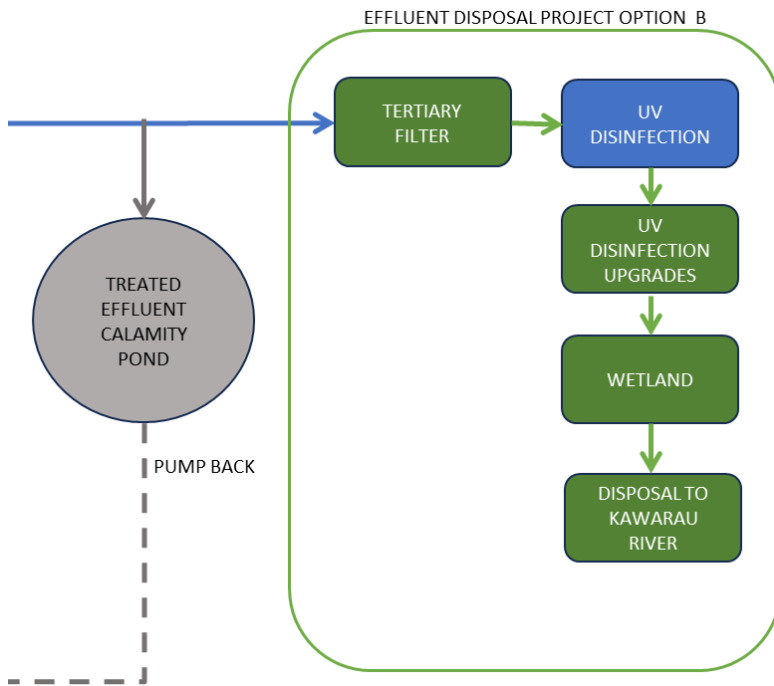 EFFLUENT DISPOSAL PROJECT OPTION B
TERTIARY
FILTER
UV
DISINFECTION
UV
DISINFECTION
UPGRADES
TREATED
EFFLUENT
CALAMITY
POND
WETLAND
PUMP BACK
DISPOSAL TO
KAWARAU
RIVER